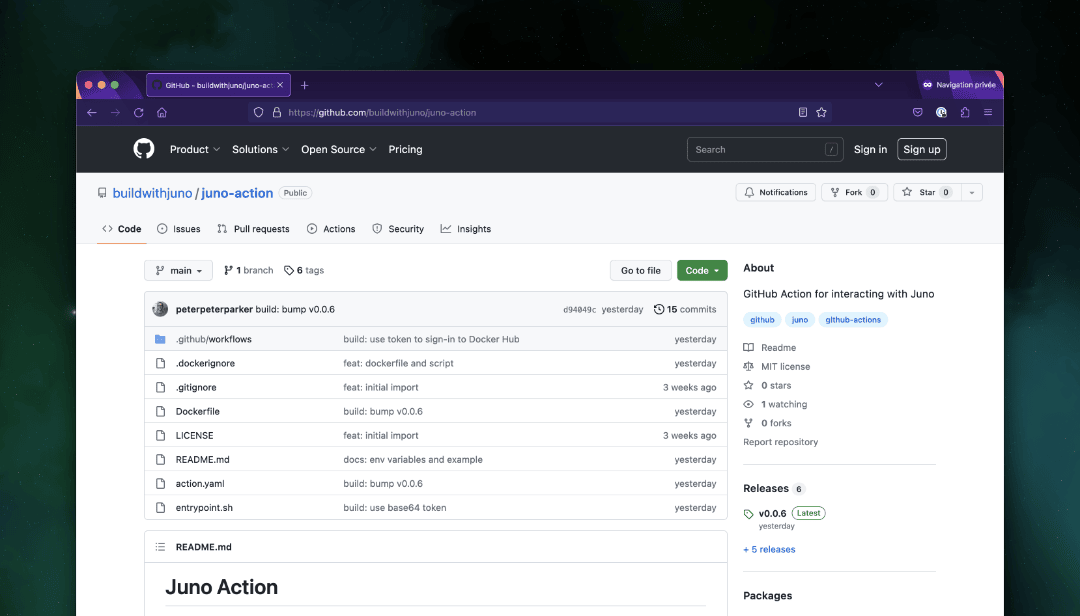 GitHub - buildwithjuno/juno-act
Navigation privée
https://github.com/buildwithjuno/juno-action
Product Solutions Open Source Pricing
Search / Sign in Sign up
buildwithjuno / juno-action Public
Notifications Fork 0 Star 0
Code Issues Pull requests Actions Security Insights
main 1 branch 6 tags Go to file Code
peterpeterparker build: bump v0.0.6 d94049c yesterday 15 commits
.github/workflows build: use token to sign-in to Docker Hub yesterday
.dockerignore feat: dockerfile and script yesterday
.gitignore feat: initial import 3 weeks ago
Dockerfile build: bump v0.0.6 yesterday
LICENSE feat: initial import 3 weeks ago
README.md docs: env variables and example yesterday
action.yaml build: bump v0.0.6 yesterday
entrypoint.sh build: use base64 token yesterday
README.md
Juno Action
About
GitHub Action for interacting with Juno
github juno github-actions
Readme
MIT license
0 stars
1 watching
0 forks
Report repository
Releases 6
v0.0.6 Latest
yesterday
+ 5 releases
Packages